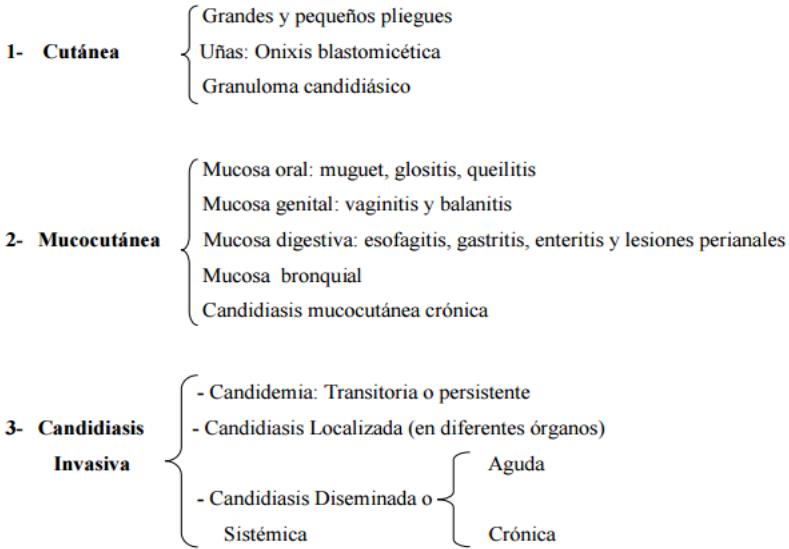 Grandes y pequeños pliegues
1- Cutánea
Uñas: Onixis blastomicética
Granuloma candidiásico
Mucosa oral: muguet, glositis, queilitis
Mucosa genital: vaginitis y balanitis
2- Mucocutánea
Mucosa digestiva: esofagitis, gastritis, enteritis y lesiones perianales
Mucosa bronquial
Candidiasis mucocutánea crónica
- Candidemia: Transitoria o persistente
3- Candidiasis
Invasiva
- Candidiasis Localizada (en diferentes órganos)
- Candidiasis Diseminada o
Sistémica
Aguda
Crónica